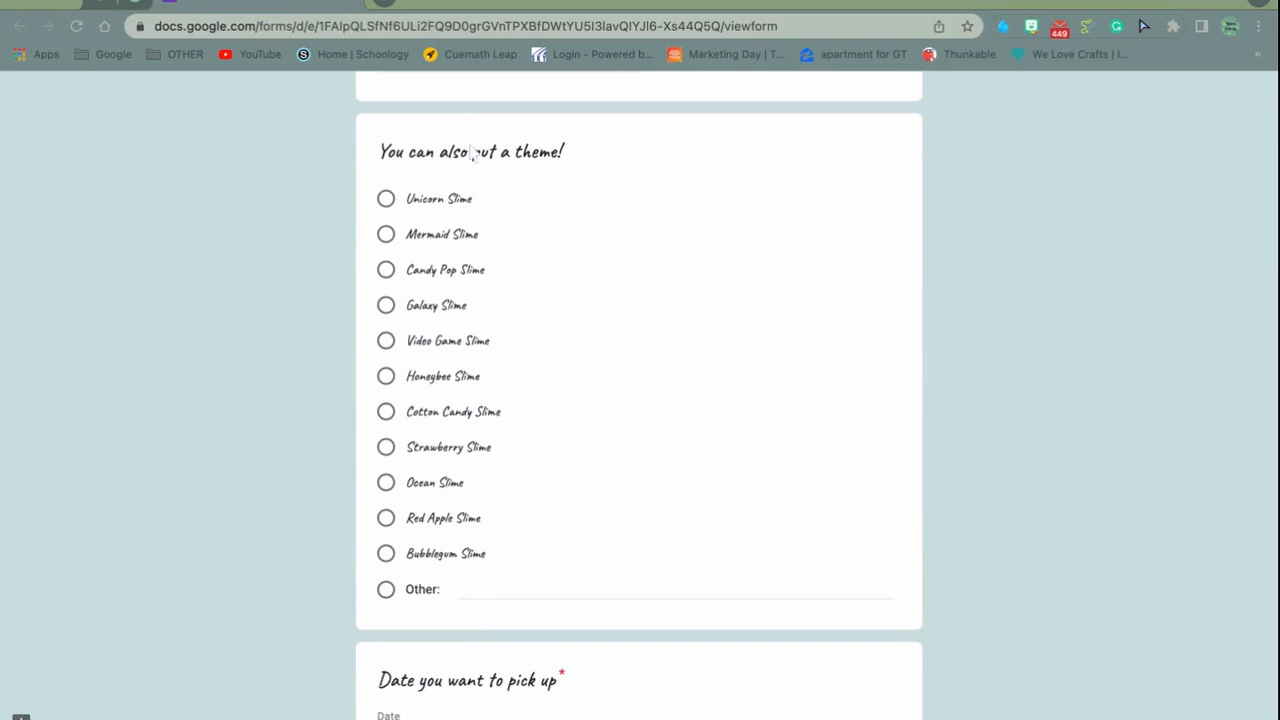 docs.google.com/forms/d/e/1FAIpQLSfNf6ULi2FQ9D0grGVnTPXBfDWtYU5I3IavQIYJl6-Xs44Q5Q/viewform
449
Apps Google OTHER YouTube Home | Schoology Cuemath Leap Login - Powered b... Marketing Day | T... apartment for GT Thunkable We Love Crafts | I... »
You can also a theme!
Unicorn Slime
Mermaid Slime
Candy Pop Slime
Galaxy Slime
Video Game Slime
Honeybee Slime
Cotton Candy Slime
Strawberry Slime
Ocean Slime
Red Apple Slime
Bubblegum Slime
Other:
Date you want to pick up *
Date